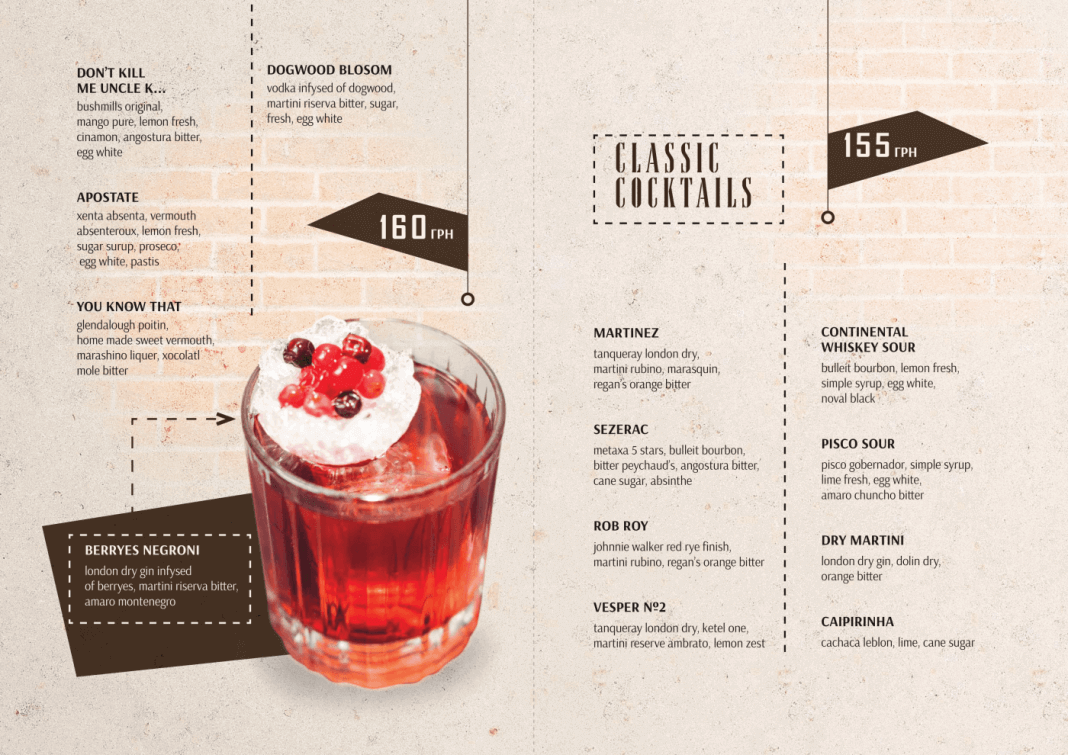 DON'T KILL
ME UNCLE K...
bushmills original,
mango pure, lemon fresh,
cinamon, angostura bitter,
egg white
APOSTATE
xenta absenta, vermouth
absenteroux, lemon fresh,
sugar surup, proseco,
egg white, pastis
YOU KNOW THAT
glendalough poitin,
home made sweet vermouth,
marashino liquer, xocolatl
mole bitter
DOGWOOD BLOSOM
vodka infysed of dogwood,
martini riserva bitter, sugar,
fresh, egg white
160 ГРН
BERRYES NEGRONI
london dry gin infysed
of berryes, martini riserva bitter,
amaro montenegro
CLASSIC
COCKTAILS
155 ГРН
MARTINEZ
tanqueray london dry,
martini rubino, marasquin,
regan's orange bitter
SEZERAC
metaxa 5 stars, bulleit bourbon,
bitter peychaud's, angostura bitter,
cane sugar, absinthe
ROB ROY
johnnie walker red rye finish,
martini rubino, regan's orange bitter
VESPER №2
tanqueray london dry, ketel one,
martini reserve ambrato, lemon zest
CONTINENTAL
WHISKEY SOUR
bulleit bourbon, lemon fresh,
simple syrup, egg white,
noval black
PISCO SOUR
pisco gobernador, simple syrup,
lime fresh, egg white,
amaro chuncho bitter
DRY MARTINI
london dry gin, dolin dry,
orange bitter
CAIPIRINHA
cachaca leblon, lime, cane sugar